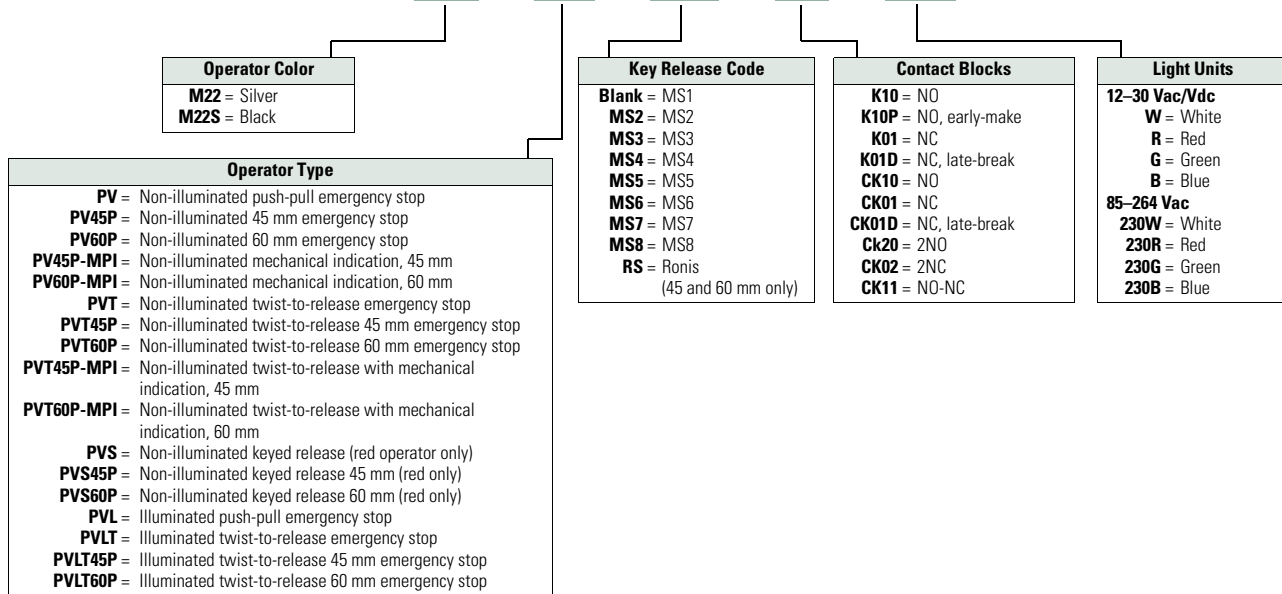 Operator Color
M22 = Silver
M22S = Black
Operator Type
PV = Non-illuminated push-pull emergency stop
PV45P = Non-illuminated 45 mm emergency stop
PV60P = Non-illuminated 60 mm emergency stop
PV45P-MPI = Non-illuminated mechanical indication, 45 mm
PV60P-MPI = Non-illuminated mechanical indication, 60 mm
PVT = Non-illuminated twist-to-release emergency stop
PVT45P = Non-illuminated twist-to-release 45 mm emergency stop
PVT60P = Non-illuminated twist-to-release 60 mm emergency stop
PVT45P-MPI = Non-illuminated twist-to-release with mechanical
indication, 45 mm
PVT60P-MPI = Non-illuminated twist-to-release with mechanical
indication, 60 mm
PVS = Non-illuminated keyed release (red operator only)
PVS45P = Non-illuminated keyed release 45 mm (red only)
PVS60P = Non-illuminated keyed release 60 mm (red only)
PVL = Illuminated push-pull emergency stop
PVLT = Illuminated twist-to-release emergency stop
PVLT45P = Illuminated twist-to-release 45 mm emergency stop
PVLT60P = Illuminated twist-to-release 60 mm emergency stop
Key Release Code
Blank = MS1
MS2 = MS2
MS3 = MS3
MS4 = MS4
MS5 = MS5
MS6 = MS6
MS7 = MS7
MS8 = MS8
RS = Ronis
(45 and 60 mm only)
Contact Blocks
K10 = NO
K10P = NO, early-make
K01 = NC
K01D = NC, late-break
CK10 = NO
CK01 = NC
CK01D = NC, late-break
Ck20 = 2NO
CK02 = 2NC
CK11 = NO-NC
Light Units
12–30 Vac/Vdc
W = White
R = Red
G = Green
B = Blue
85–264 Vac
230W = White
230R = Red
230G = Green
230B = Blue